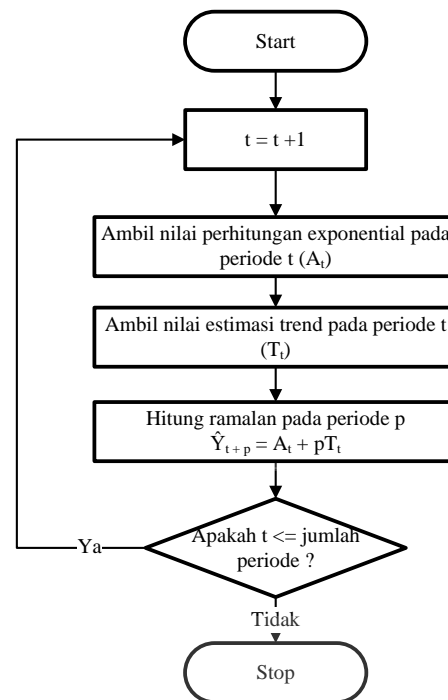 Start
t = t +1
Ambil nilai perhitungan exponential pada
periode t (Aₜ)
Ambil nilai estimasi trend pada periode t
(Tₜ)
Hitung ramalan pada periode p
Ŷₜ ₊ ₚ = Aₜ + pTₜ
Apakah t <= jumlah
periode ?
Ya
Tidak
Stop